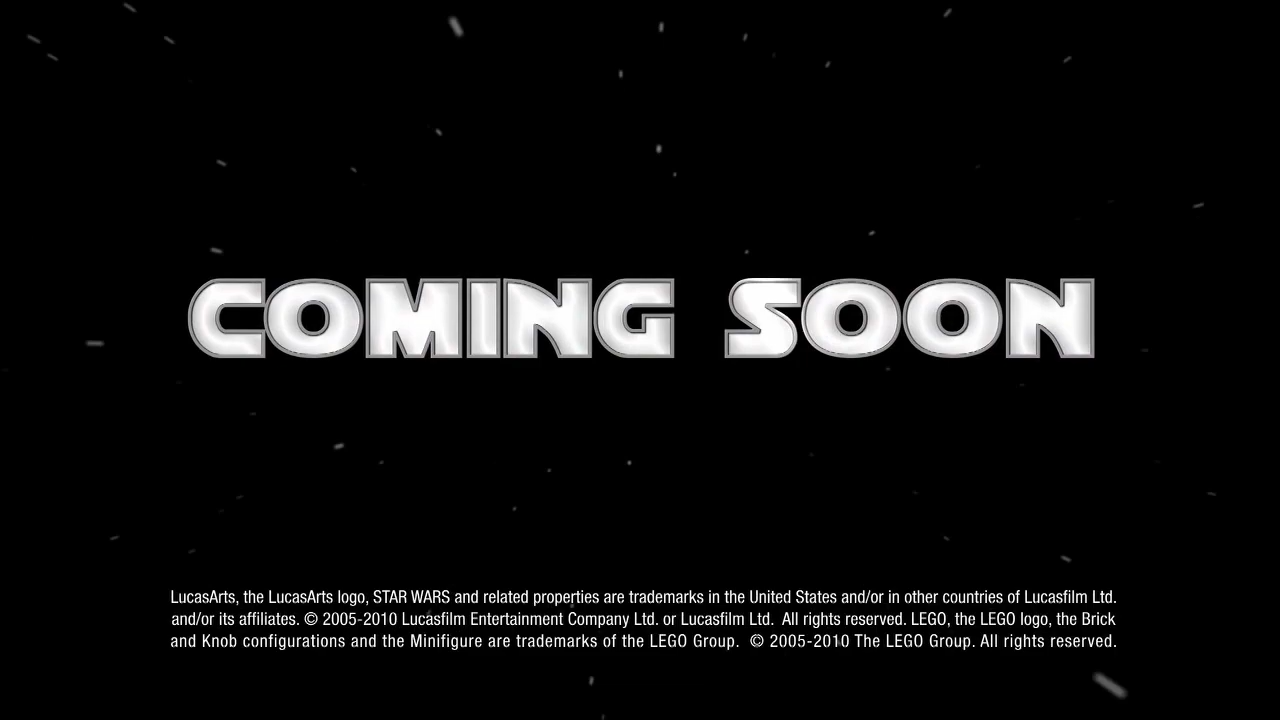 COMING SOON
LucasArts, the LucasArts logo, STAR WARS and related properties are trademarks in the United States and/or in other countries of Lucasfilm Ltd.
and/or its affiliates. © 2005-2010 Lucasfilm Entertainment Company Ltd. or Lucasfilm Ltd. All rights reserved. LEGO, the LEGO logo, the Brick
and Knob configurations and the Minifigure are trademarks of the LEGO Group. © 2005-2010 The LEGO Group. All rights reserved.